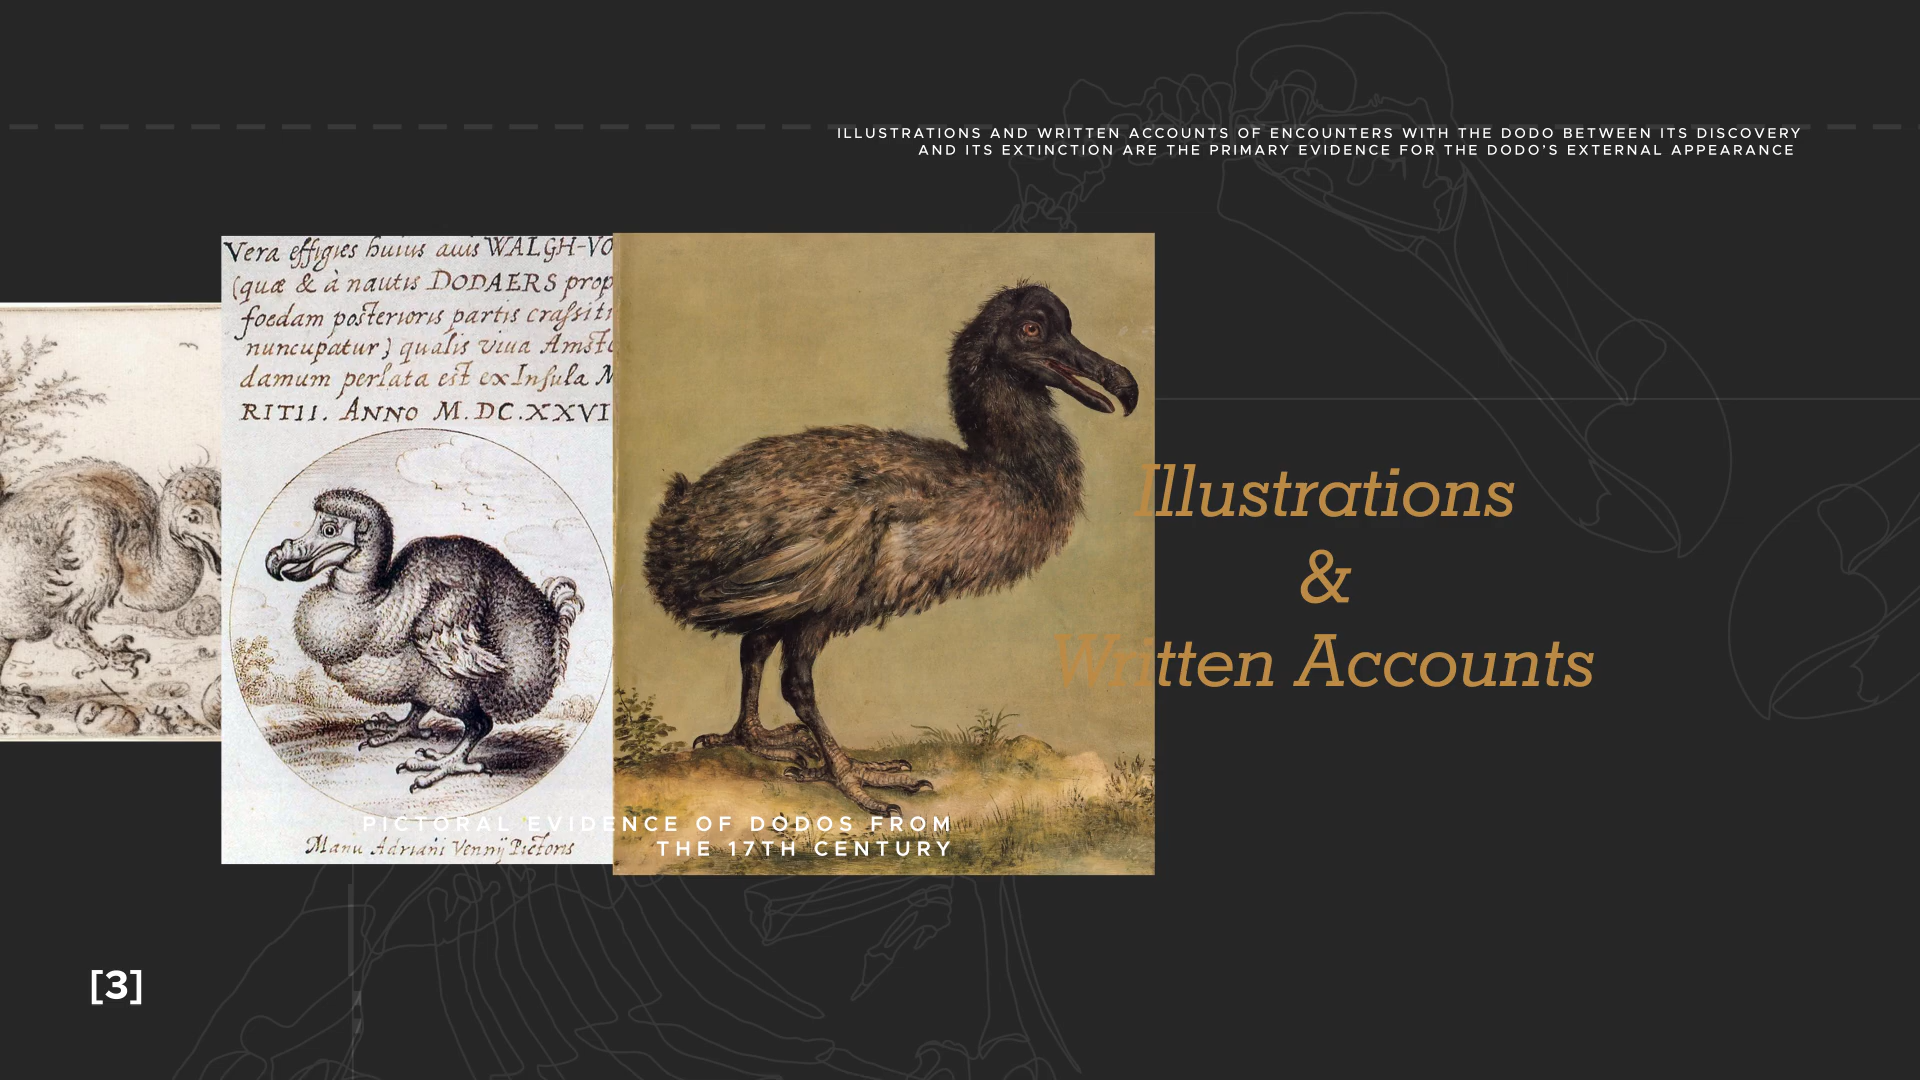 ILLUSTRATIONS AND WRITTEN ACCOUNTS OF ENCOUNTERS WITH THE DODO BETWEEN ITS DISCOVERY
AND ITS EXTINCTION ARE THE PRIMARY EVIDENCE FOR THE DODO'S EXTERNAL APPEARANCE
Vera effigies huius auis WALGH-VO
(quæ & à nautis DODAERS prop
foedam posterioris partis crassiti
nuncupatur) qualis viua Amste
damum perlata est ex Insula M
RITII. ANNO M.DC.XXVI
Illustrations
&
Written Accounts
PICTORAL EVIDENCE OF DODOS FROM
THE 17TH CENTURY
Manu Adriani Vennij Pictoris
[3]